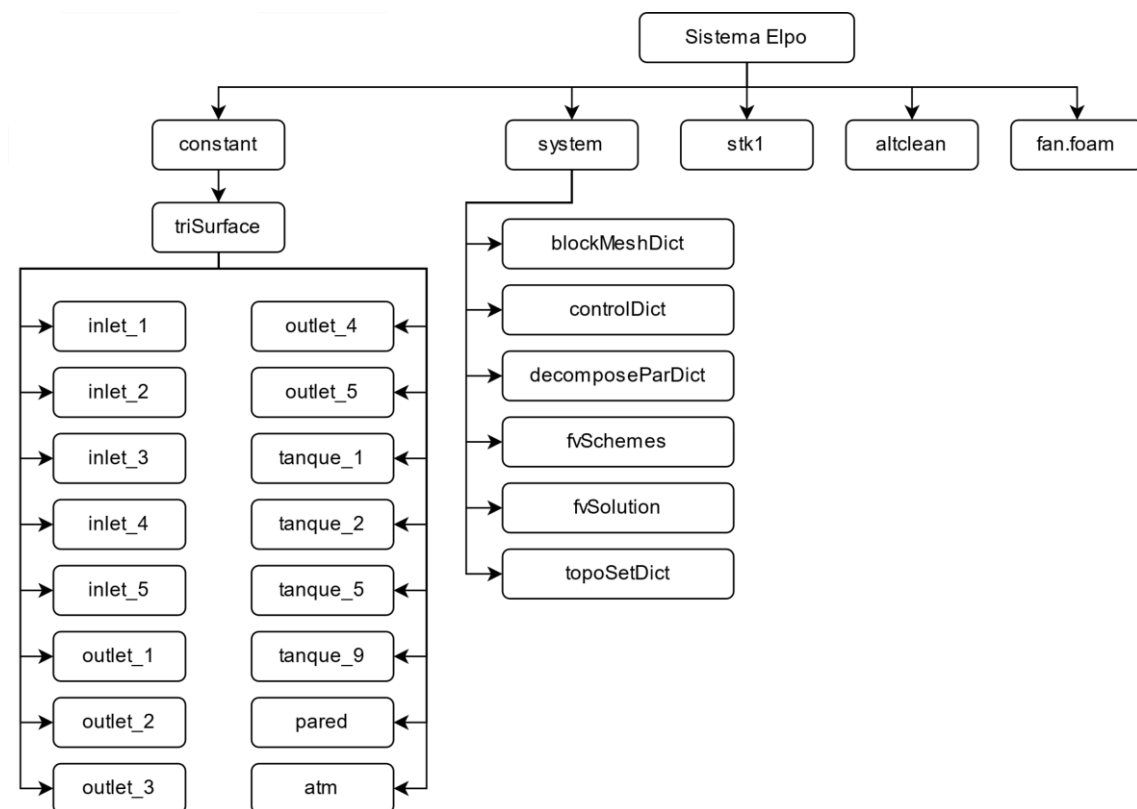 Sistema Elpo
constant
system
stk1
altclean
fan.foam
triSurface
inlet_1
inlet_2
inlet_3
inlet_4
inlet_5
outlet_1
outlet_2
outlet_3
outlet_4
outlet_5
tanque_1
tanque_2
tanque_5
tanque_9
pared
atm
blockMeshDict
controlDict
decomposeParDict
fvSchemes
fvSolution
topoSetDict